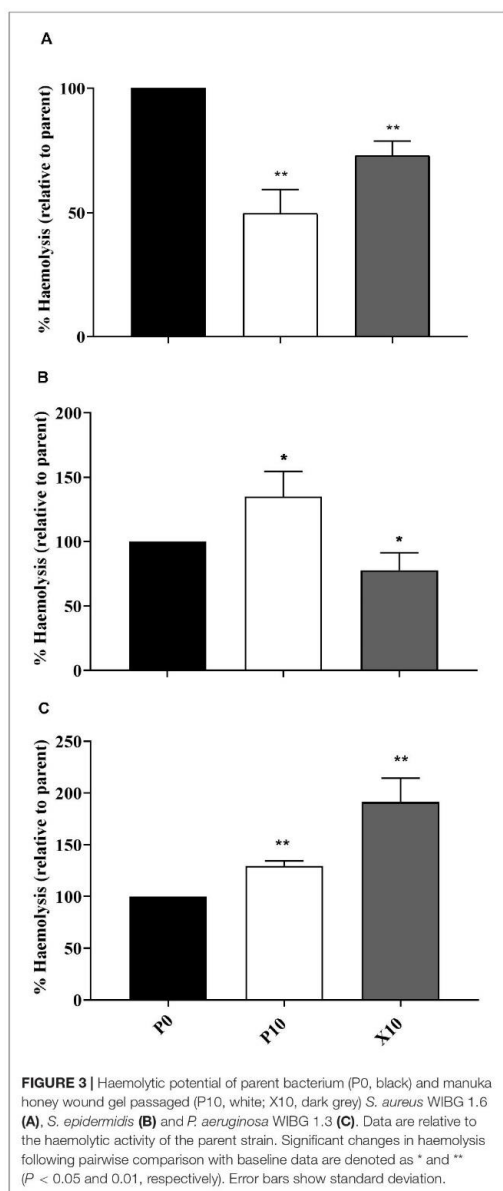 A
% Haemolysis (relative to parent)
100
50
0
**
**
B
% Haemolysis (relative to parent)
200
150
100
50
0
*
*
C
% Haemolysis (relative to parent)
250
200
150
100
50
0
**
**
P0
P10
X10
FIGURE 3 | Haemolytic potential of parent bacterium (P0, black) and manuka
honey wound gel passaged (P10, white; X10, dark grey) S. aureus WIBG 1.6
(A), S. epidermidis (B) and P. aeruginosa WIBG 1.3 (C). Data are relative to
the haemolytic activity of the parent strain. Significant changes in haemolysis
following pairwise comparison with baseline data are denoted as * and **
(P < 0.05 and 0.01, respectively). Error bars show standard deviation.